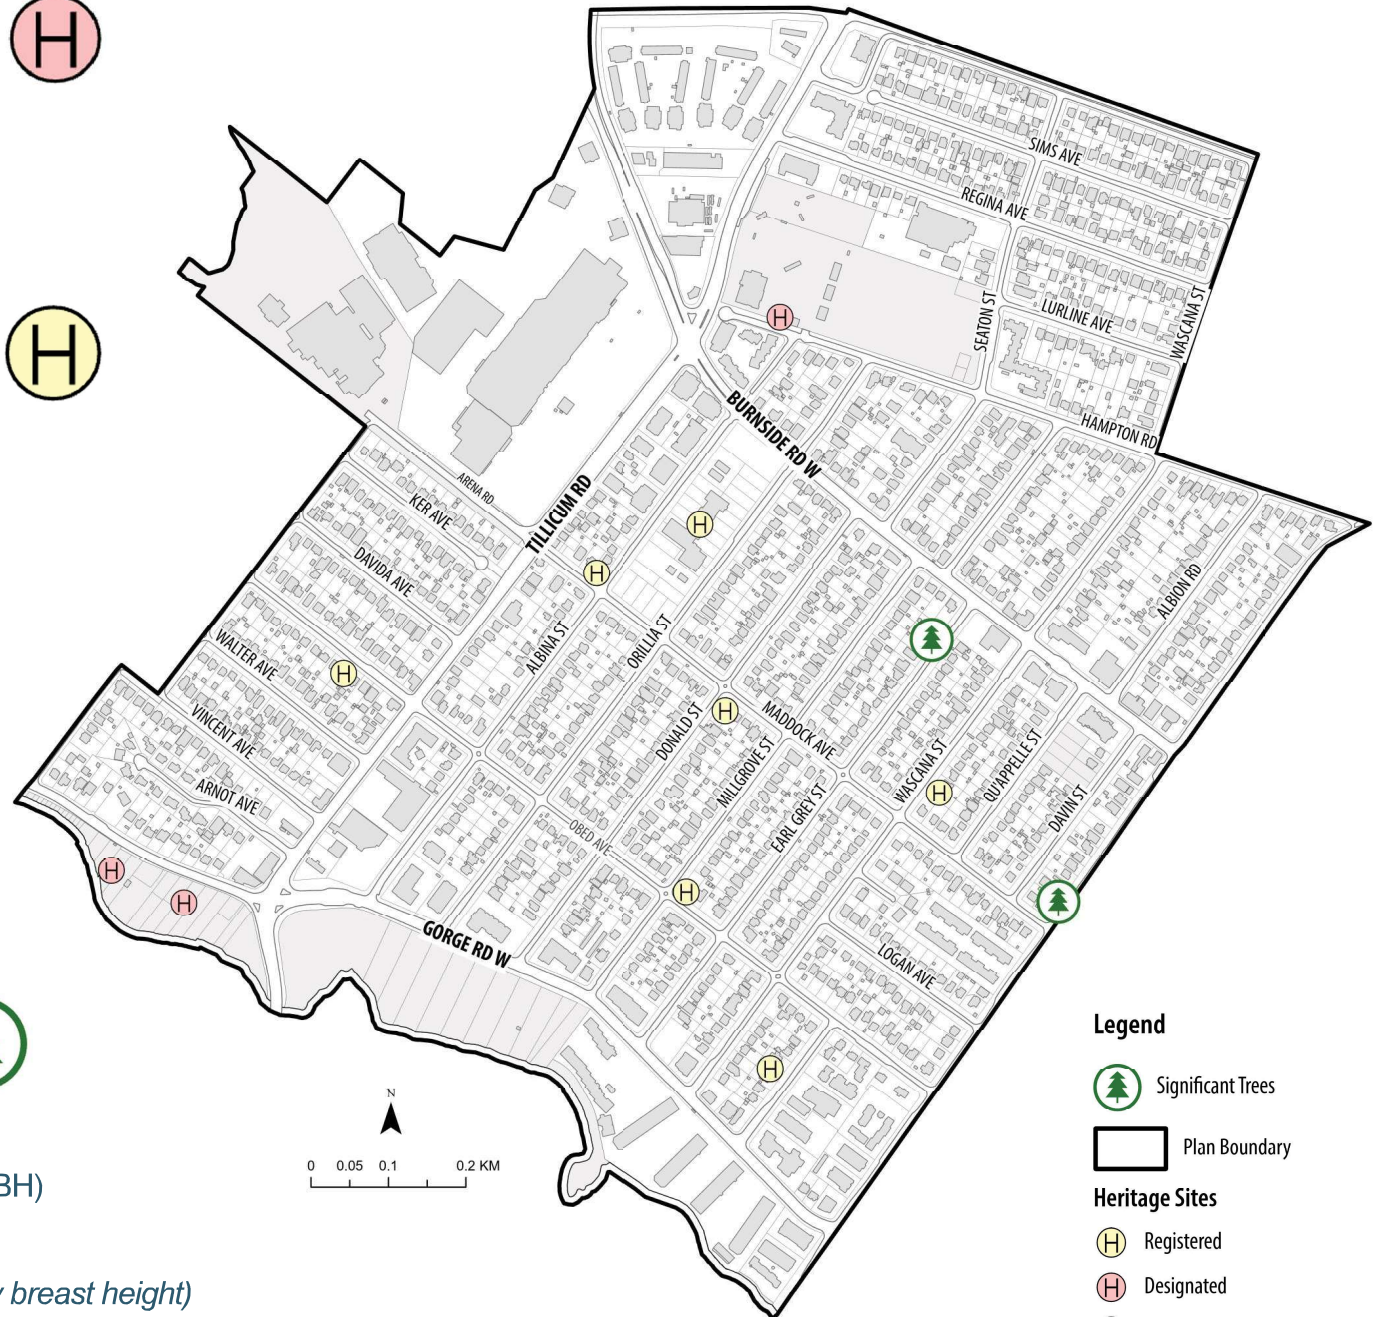 H
H
SIMS AVE
REGINA AVE
LURLINE AVE
WASCANA ST
SEATON ST
H
HAMPTON RD
BURNSIDE RD W
ARENA RD
KER AVE
TILLICUM RD
H
DAVIDA AVE
H
ALBION RD
WALTER AVE
H
ALBINA ST
ORILLIA ST
VINCENT AVE
DONALD ST
H
MADDOCK AVE
MILLGROVE ST
WASCANA ST
H
QU'APPELLE ST
DAVIN ST
ARNOT AVE
EARL GREY ST
OBED AVE
H
H
H
GORGE RD W
LOGAN AVE
H
N
0 0.05 0.1 0.2 KM
BH)
breast height)
Legend
Significant Trees
Plan Boundary
Heritage Sites
H Registered
H Designated